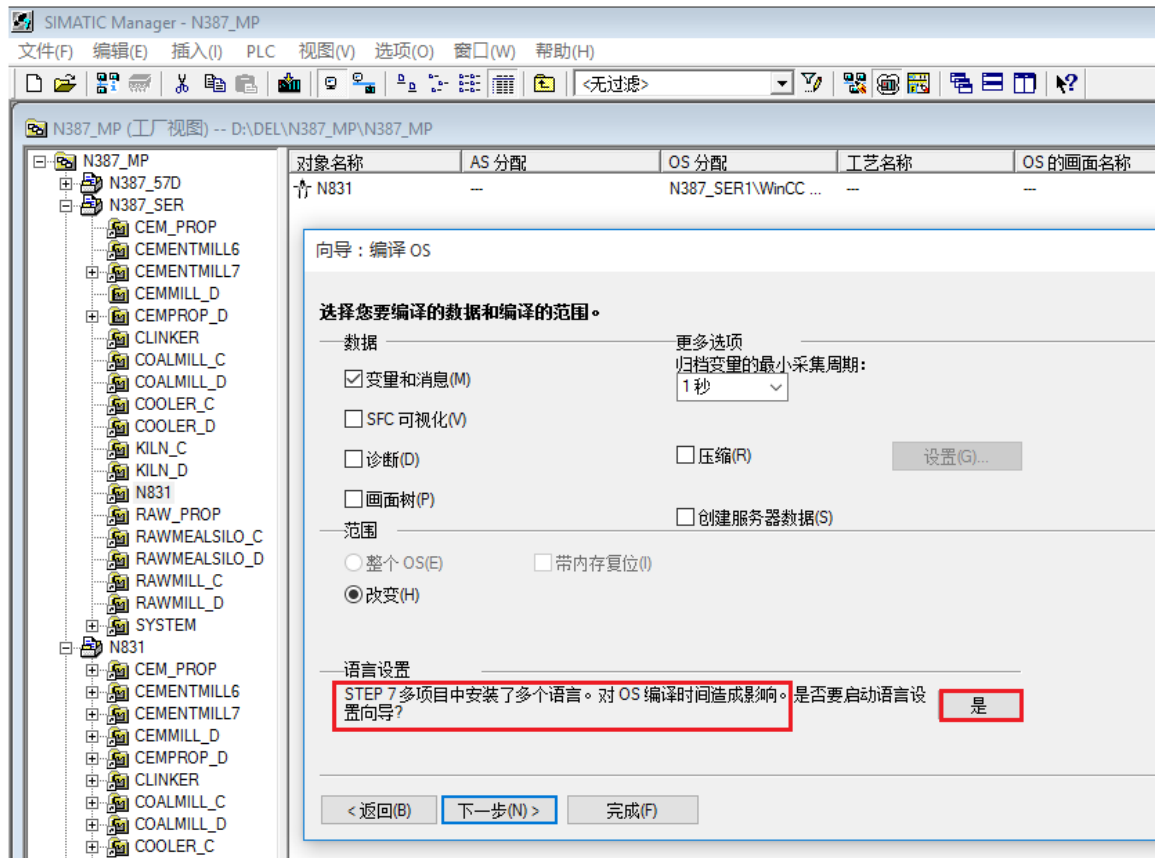 SIMATIC Manager - N387_MP
文件(F) 编辑(E) 插入(I) PLC 视图(V) 选项(O) 窗口(W) 帮助(H)
<无过滤>
N387_MP (工厂视图) -- D:\DEL\N387_MP\N387_MP
N387_MP
N387_57D
N387_SER
CEM_PROP
CEMENTMILL6
CEMENTMILL7
CEMMILL_D
CEMPROP_D
CLINKER
COALMILL_C
COALMILL_D
COOLER_C
COOLER_D
KILN_C
KILN_D
N831
RAW_PROP
RAWMEALSILO_C
RAWMEALSILO_D
RAWMILL_C
RAWMILL_D
SYSTEM
N831
CEM_PROP
CEMENTMILL6
CEMENTMILL7
CEMMILL_D
CEMPROP_D
CLINKER
COALMILL_C
COALMILL_D
COOLER_C
对象名称 AS 分配 OS 分配 工艺名称 OS 的画面名称
N831 --- N387_SER1\WinCC ... --- ---
向导：编译 OS
选择您要编译的数据和编译的范围。
数据
变量和消息(M)
SFC 可视化(V)
诊断(D)
画面树(P)
更多选项
归档变量的最小采集周期:
1 秒
压缩(R) 设置(G)...
创建服务器数据(S)
范围
整个 OS(E) 带内存复位(I)
改变(H)
语言设置
STEP 7 多项目中安装了多个语言。对 OS 编译时间造成影响。是否要启动语言设
置向导?
是
< 返回(B) 下一步(N) > 完成(F)